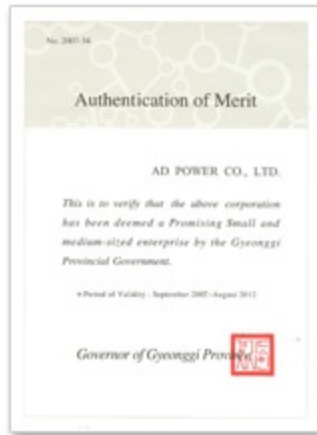 No. 2007-34
Authentication of Merit
AD POWER CO., LTD.
This is to verify that the above corporation
has been deemed a Promising Small and
medium-sized enterprise by the Gyeonggi
Provincial Government.
Period of Validity : September 2007~August 2012
Governor of Gyeonggi Province